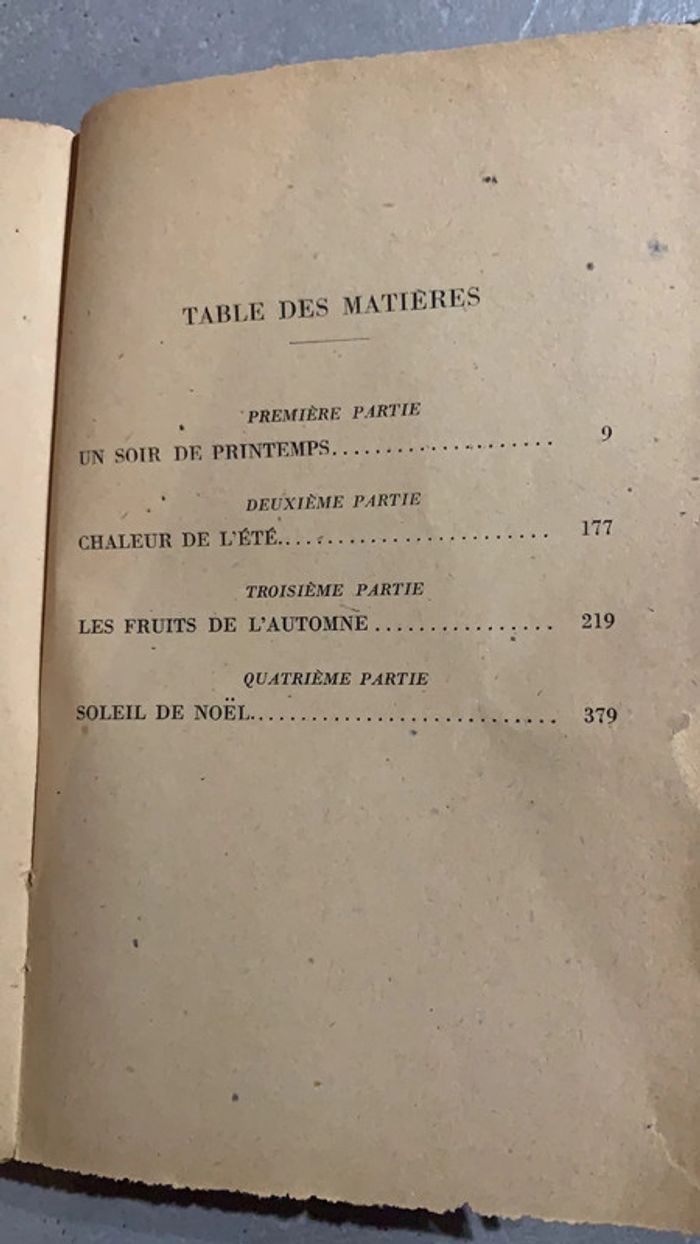 TABLE DES MATIÈRES
PREMIÈRE PARTIE
UN SOIR DE PRINTEMPS.................... 9
DEUXIÈME PARTIE
CHALEUR DE L'ÉTÉ........................ 177
TROISIÈME PARTIE
LES FRUITS DE L'AUTOMNE................ 219
QUATRIÈME PARTIE
SOLEIL DE NOËL.......................... 379